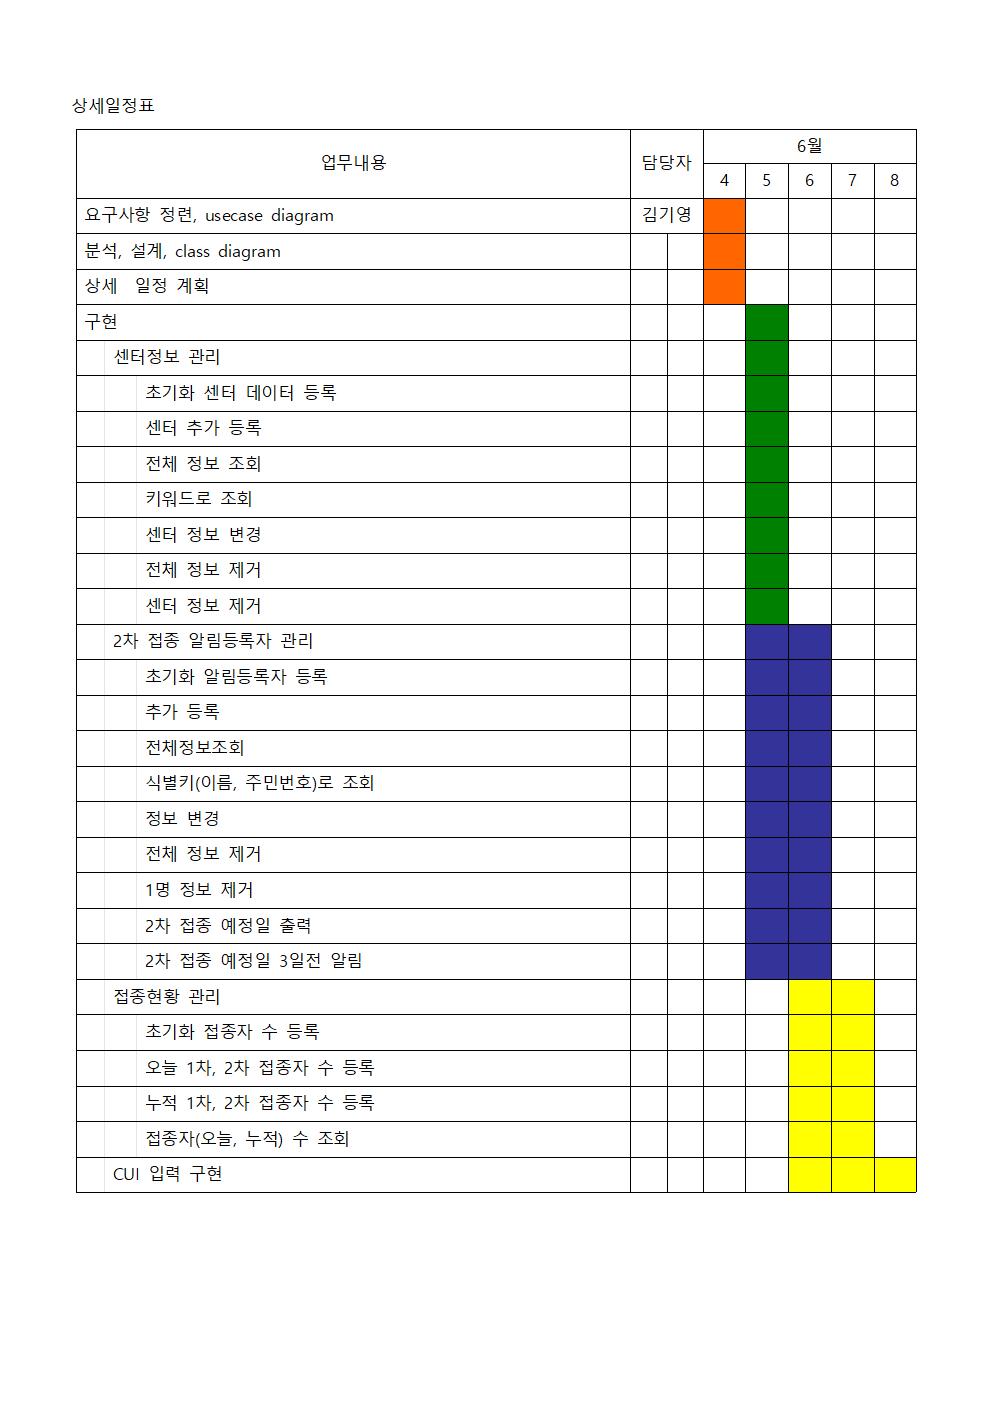 상세일정표
업무내용 담당자 6월
4 5 6 7 8
요구사항 정련, usecase diagram 김기영
분석, 설계, class diagram
상세 일정 계획
구현
센터정보 관리
초기화 센터 데이터 등록
센터 추가 등록
전체 정보 조회
키워드로 조회
센터 정보 변경
전체 정보 제거
센터 정보 제거
2차 접종 알림등록자 관리
초기화 알림등록자 등록
추가 등록
전체정보조회
식별키(이름, 주민번호)로 조회
정보 변경
전체 정보 제거
1명 정보 제거
2차 접종 예정일 출력
2차 접종 예정일 3일전 알림
접종현황 관리
초기화 접종자 수 등록
오늘 1차, 2차 접종자 수 등록
누적 1차, 2차 접종자 수 등록
접종자(오늘, 누적) 수 조회
CUI 입력 구현